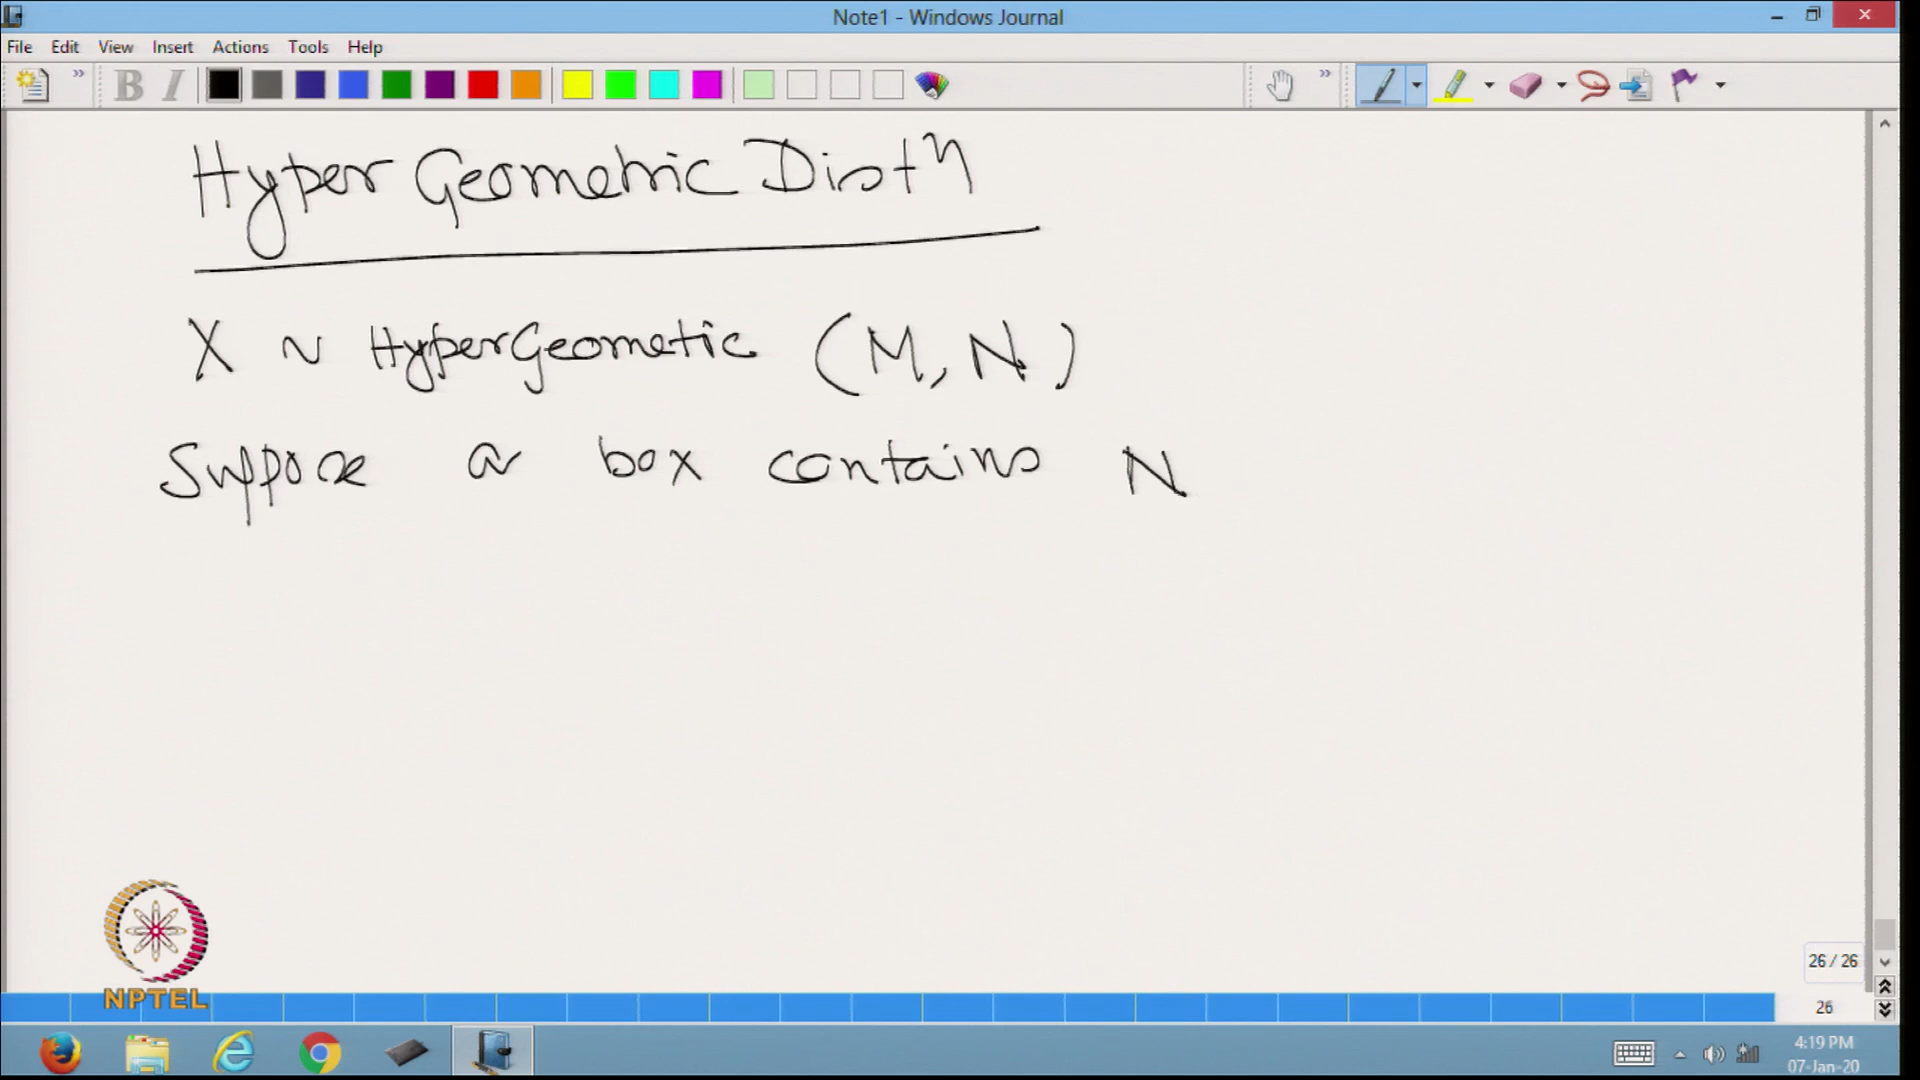 Note1 - Windows Journal
File Edit View Insert Actions Tools Help
B I
Hyper Geometric Distⁿ
X ~ HyperGeometic (M, N)
Suppose a box contains N
NPTEL
26 / 26
26
4:19 PM
07-Jan-20